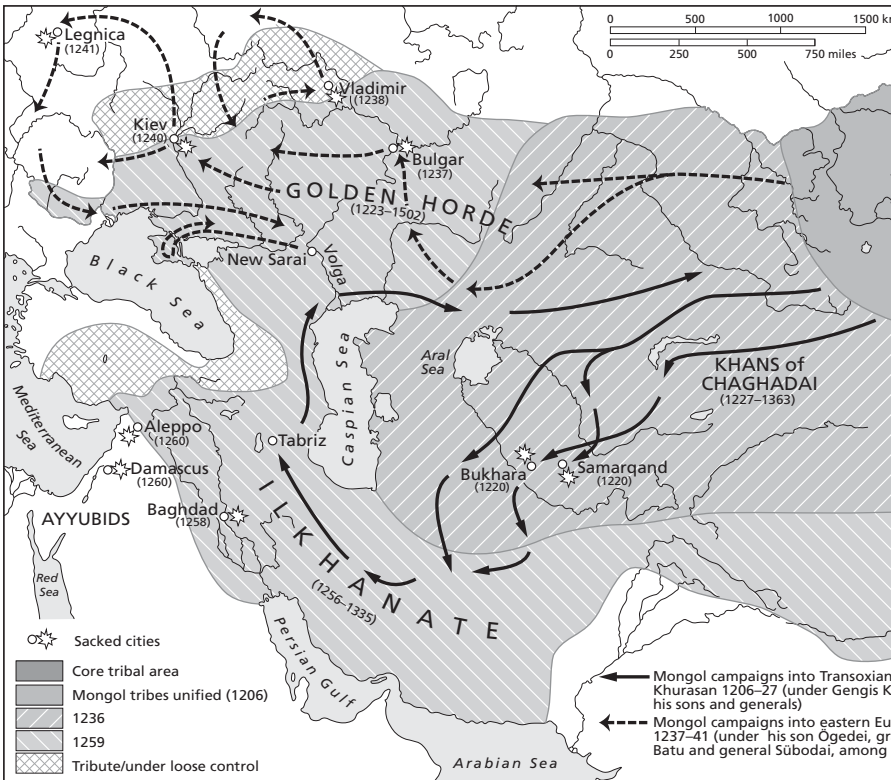 0 500 1000 1500 km
0 250 500 750 miles
Legnica
(1241)
Vladimir
(1238)
Kiev
(1240)
Bulgar
(1237)
GOLDEN HORDE
(1223–1502)
New Sarai
Volga
Black Sea
Caspian Sea
Aral
Sea
KHANS of
CHAGHADAI
(1227–1363)
Mediterranean
Sea
Aleppo
(1260)
Tabriz
Damascus
(1260)
Bukhara
(1220)
Samarqand
(1220)
Baghdad
(1258)
AYYUBIDS
ILKHANATE
(1256–1335)
Red
Sea
Persian Gulf
Arabian Sea
Sacked cities
Core tribal area
Mongol tribes unified (1206)
1236
1259
Tribute/under loose control
Mongol campaigns into Transoxian
Khurasan 1206–27 (under Gengis K
his sons and generals)
Mongol campaigns into eastern Eu
1237–41 (under his son Ögedei, gr
Batu and general Sübodai, among